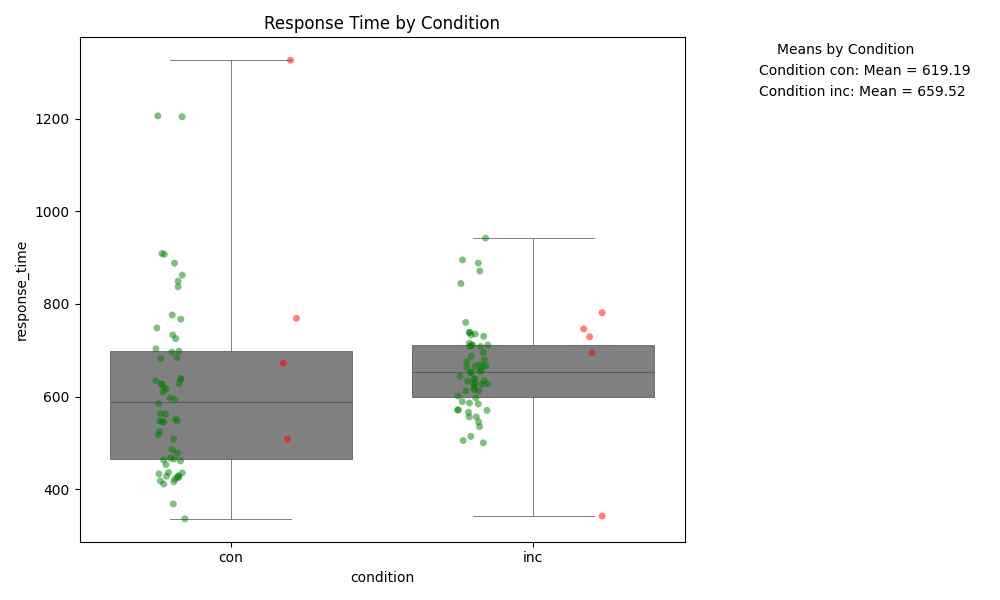 Response Time by Condition
Means by Condition
Condition con: Mean = 619.19
Condition inc: Mean = 659.52
response_time
1200
1000
800
600
400
con
inc
condition